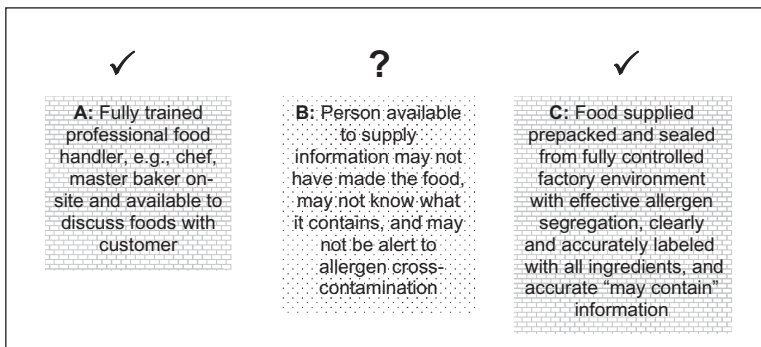 ✓
?
✓
A: Fully trained
professional food
handler, e.g., chef,
master baker on-
site and available to
discuss foods with
customer
B: Person available
to supply
information may not
have made the food,
may not know what
it contains, and may
not be alert to
allergen cross-
contamination
C: Food supplied
prepacked and sealed
from fully controlled
factory environment
with effective allergen
segregation, clearly
and accurately labeled
with all ingredients, and
accurate “may contain”
information